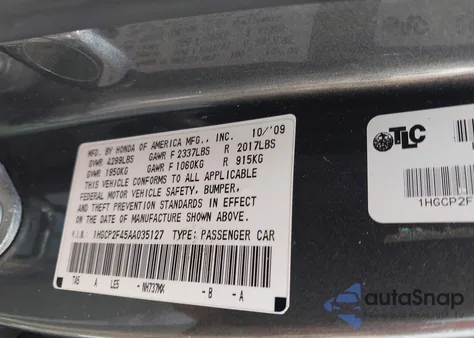 MFD. BY HONDA OF AMERICA MFG., INC. 10/'09
GVWR 4299LBS GAWR F 2337LBS R 2017LBS
GVWR 1950KG GAWR F 1060KG R 915KG
THIS VEHICLE CONFORMS TO ALL APPLICABLE
FEDERAL MOTOR VEHICLE SAFETY, BUMPER,
AND THEFT PREVENTION STANDARDS IN EFFECT
ON THE DATE OF MANUFACTURE SHOWN ABOVE.
V.I.N.: 1HGCP2F45AA035127 TYPE: PASSENGER CAR
TA5 A LE5 - NH737MX - B - A
TLC
1HGCP2F
autoSnap